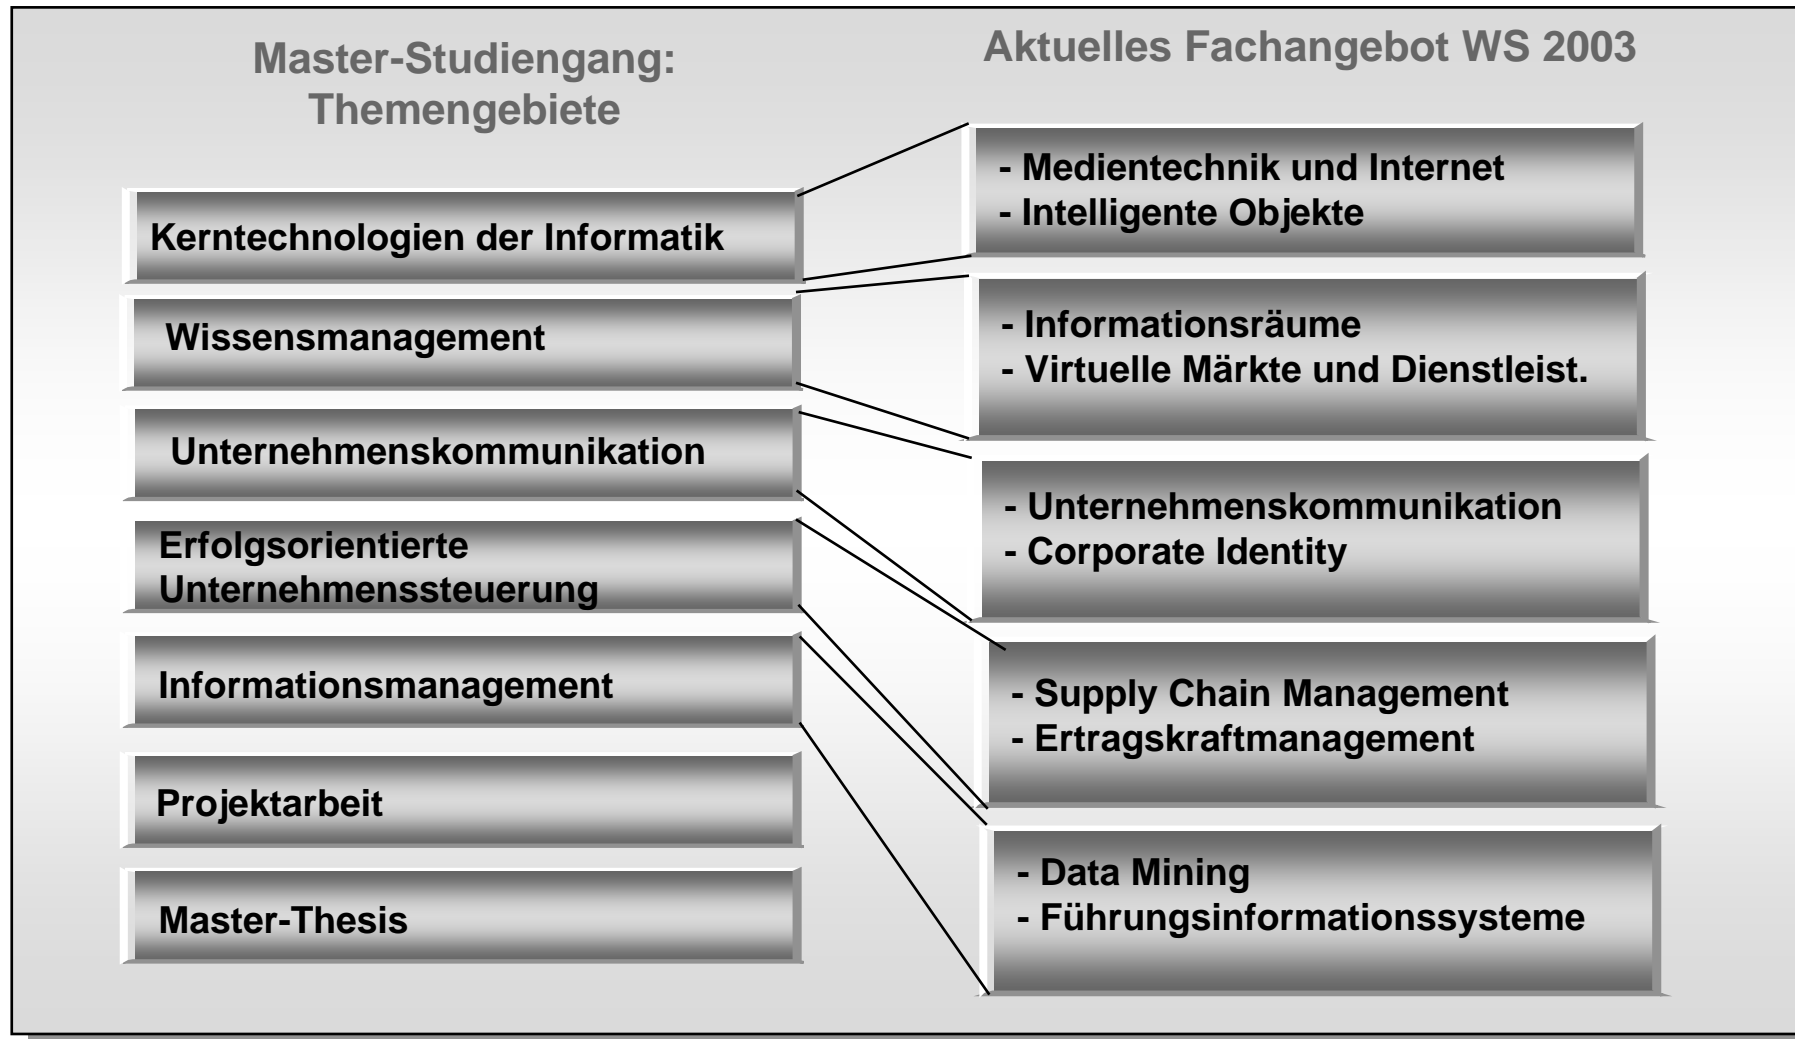 Master-Studiengang:
Themengebiete
Kerntechnologien der Informatik
Wissensmanagement
Unternehmenskommunikation
Erfolgsorientierte
Unternehmenssteuerung
Informationsmanagement
Projektarbeit
Master-Thesis
Aktuelles Fachangebot WS 2003
- Medientechnik und Internet
- Intelligente Objekte
- Informationsräume
- Virtuelle Märkte und Dienstleist.
- Unternehmenskommunikation
- Corporate Identity
- Supply Chain Management
- Ertragskraftmanagement
- Data Mining
- Führungsinformationssysteme